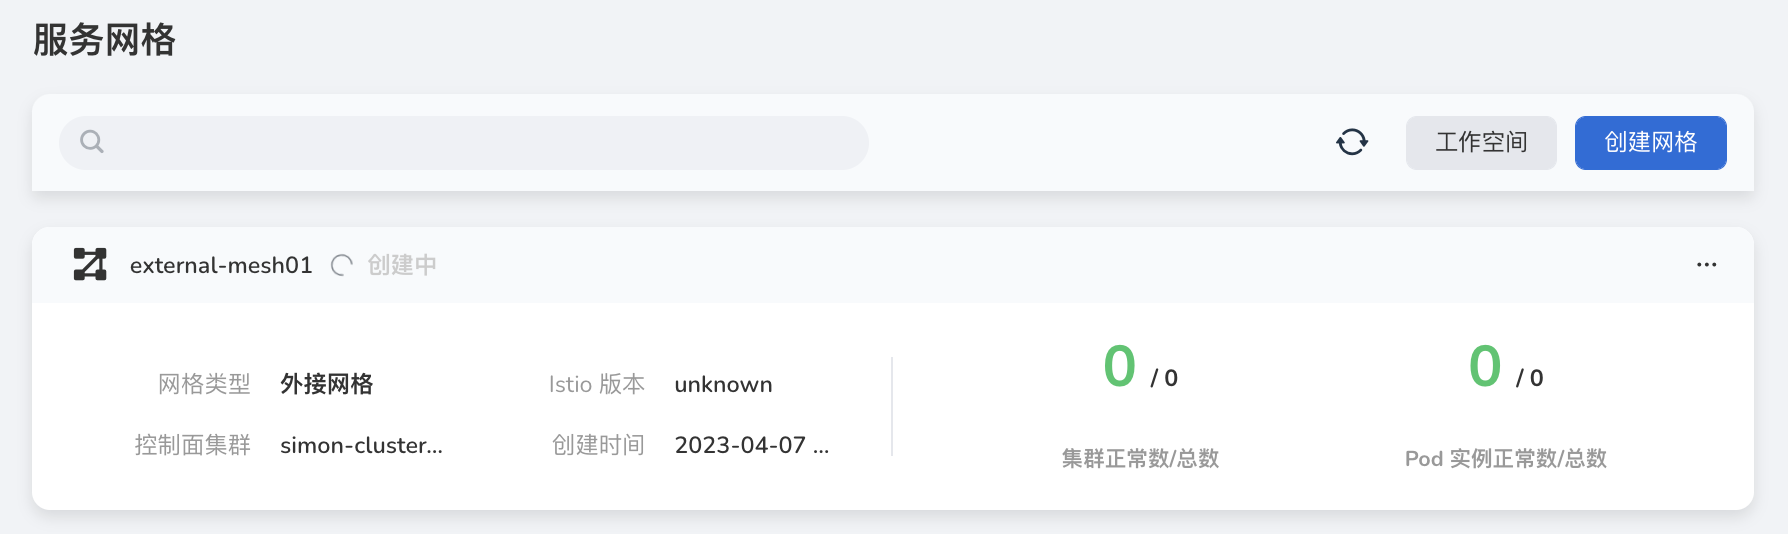 服务网格
工作空间
创建网格
external-mesh01 创建中
网格类型 外接网格 Istio 版本 unknown
控制面集群 simon-cluster... 创建时间 2023-04-07 ...
0 / 0
集群正常数/总数
0 / 0
Pod 实例正常数/总数